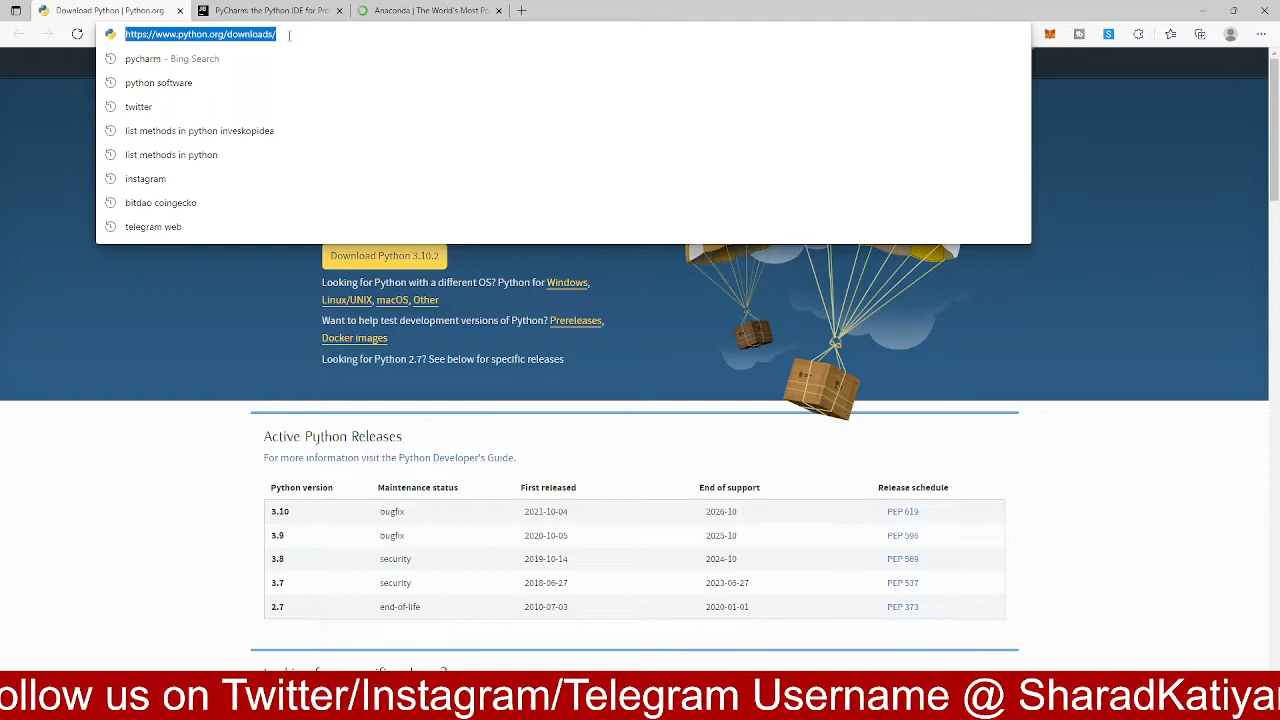 Download Python | Python.org
PyCharm: the Python IDE for Pro
Anaconda | The World's Most Po
https://www.python.org/downloads/
pycharm - Bing Search
python software
twitter
list methods in python inveskopidea
list methods in python
instagram
bitdao coingecko
telegram web
Download Python 3.10.2
Looking for Python with a different OS? Python for Windows,
Linux/UNIX, macOS, Other
Want to help test development versions of Python? Prereleases,
Docker images
Looking for Python 2.7? See below for specific releases
Active Python Releases
For more information visit the Python Developer's Guide.
Python version Maintenance status First released End of support Release schedule
3.10 bugfix 2021-10-04 2026-10 PEP 619
3.9 bugfix 2020-10-05 2025-10 PEP 596
3.8 security 2019-10-14 2024-10 PEP 569
3.7 security 2018-06-27 2023-06-27 PEP 537
2.7 end-of-life 2010-07-03 2020-01-01 PEP 373
ollow us on Twitter/Instagram/Telegram Username @ SharadKatiyar